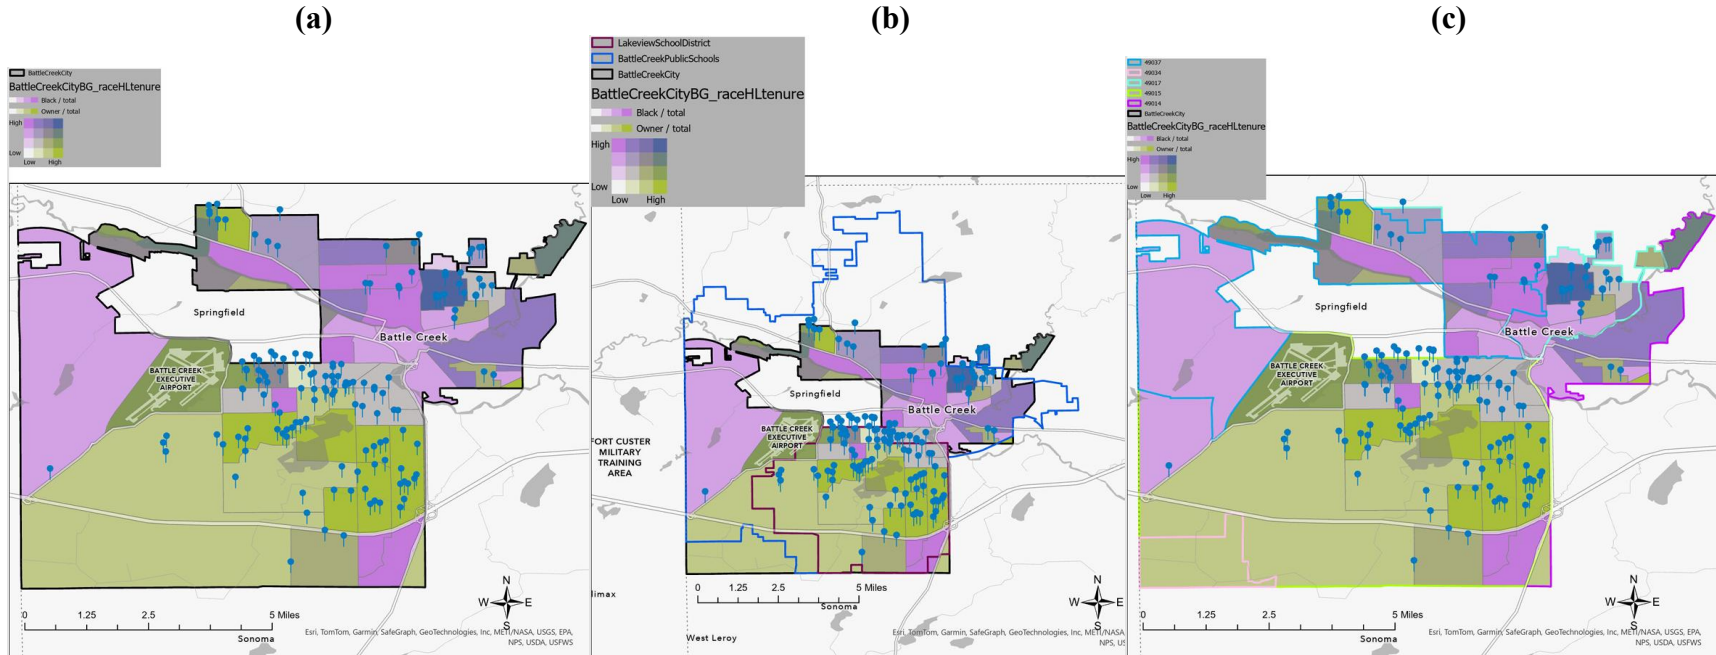 (a)
(b)
(c)
BattleCreekCity
BattleCreekCityBG_raceHLtenure
Black / total
Owner / total
High
Low
Low High
Springfield
Battle Creek
BATTLE CREEK
EXECUTIVE
AIRPORT
N
W E
S
0 1.25 2.5 5 Miles
Sonoma
Esri, TomTom, Garmin, SafeGraph, GeoTechnologies, Inc, METI/NASA, USGS, EPA,
NPS, USDA, USFWS
LakeviewSchoolDistrict
BattleCreekPublicSchools
BattleCreekCity
BattleCreekCityBG_raceHLtenure
Black / total
Owner / total
High
Low
Low High
Springfield
Battle Creek
BATTLE CREEK
EXECUTIVE
AIRPORT
FORT CUSTER
MILITARY
TRAINING
AREA
N
W E
S
0 1.25 2.5 5 Miles
limax
Sonoma
West Leroy
Esri, TomTom, Garmin, SafeGraph, GeoTechnologies, Inc, METI/NASA, USGS, EPA,
NPS, US
49037
49034
49017
49015
49014
BattleCreekCity
BattleCreekCityBG_raceHLtenure
Black / total
Owner / total
High
Low
Low High
Springfield
Battle Creek
BATTLE CREEK
EXECUTIVE
AIRPORT
N
W E
S
0 1.25 2.5 5 Miles
Sonoma
Esri, TomTom, Garmin, SafeGraph, GeoTechnologies, Inc, METI/NASA, USGS, EPA,
NPS, USDA, USFWS